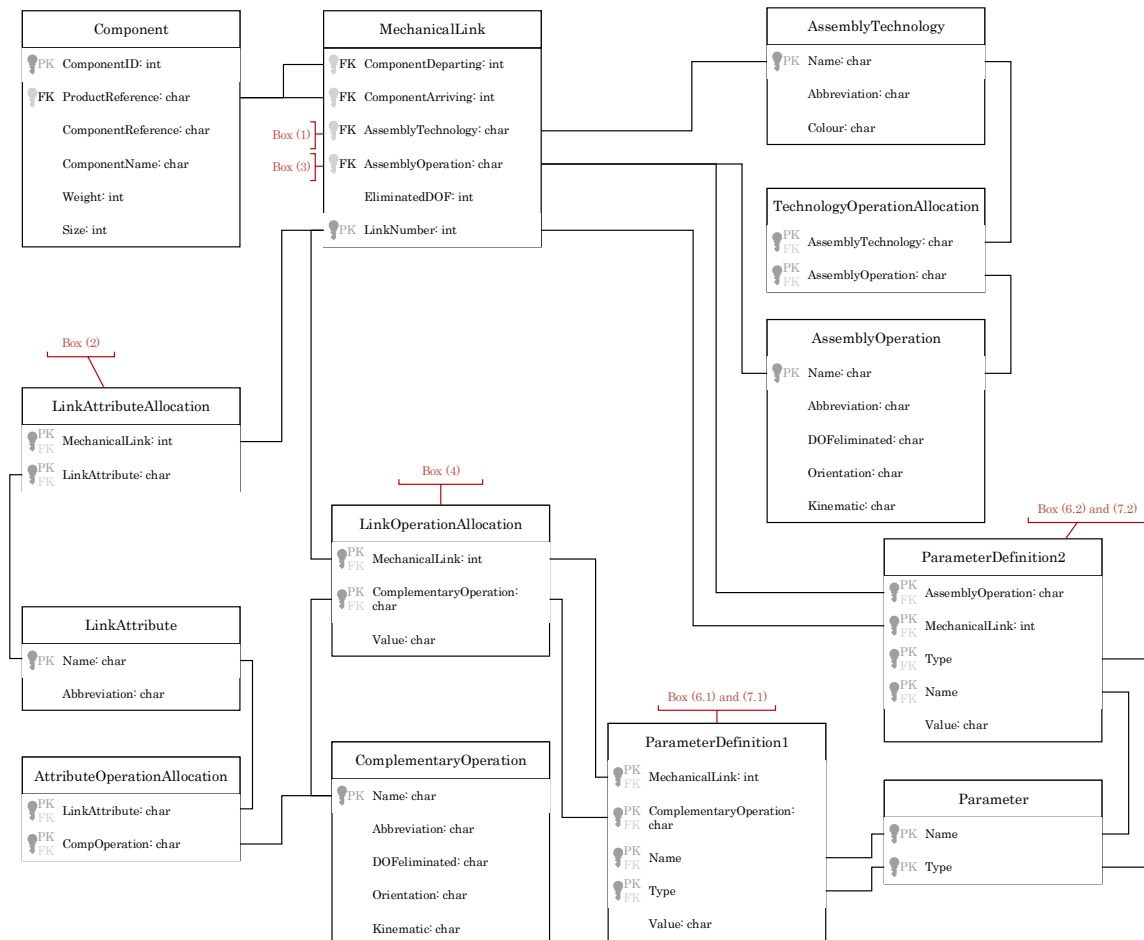 Component
PK ComponentID: int
FK ProductReference: char
ComponentReference: char
ComponentName: char
Weight: int
Size: int
MechanicalLink
FK ComponentDeparting: int
FK ComponentArriving: int
Box (1)
FK AssemblyTechnology: char
Box (3)
FK AssemblyOperation: char
EliminatedDOF: int
PK LinkNumber: int
AssemblyTechnology
PK Name: char
Abbreviation: char
Colour: char
TechnologyOperationAllocation
PK
FK
AssemblyTechnology: char
PK
FK
AssemblyOperation: char
AssemblyOperation
PK Name: char
Abbreviation: char
DOFeliminated: char
Orientation: char
Kinematic: char
Box (2)
LinkAttributeAllocation
PK
FK
MechanicalLink: int
PK
FK
LinkAttribute: char
Box (4)
LinkOperationAllocation
PK
FK
MechanicalLink: int
PK
FK
ComplementaryOperation:
char
Value: char
Box (6.2) and (7.2)
ParameterDefinition2
PK
FK
AssemblyOperation: char
PK
FK
MechanicalLink: int
PK
FK
Type
PK
FK
Name
Value: char
LinkAttribute
PK Name: char
Abbreviation: char
AttributeOperationAllocation
PK
FK
LinkAttribute: char
PK
FK
CompOperation: char
ComplementaryOperation
PK Name: char
Abbreviation: char
DOFeliminated: char
Orientation: char
Kinematic: char
Box (6.1) and (7.1)
ParameterDefinition1
PK
FK
MechanicalLink: int
PK
FK
ComplementaryOperation:
char
PK
FK
Name
PK
FK
Type
Value: char
Parameter
PK Name
PK Type